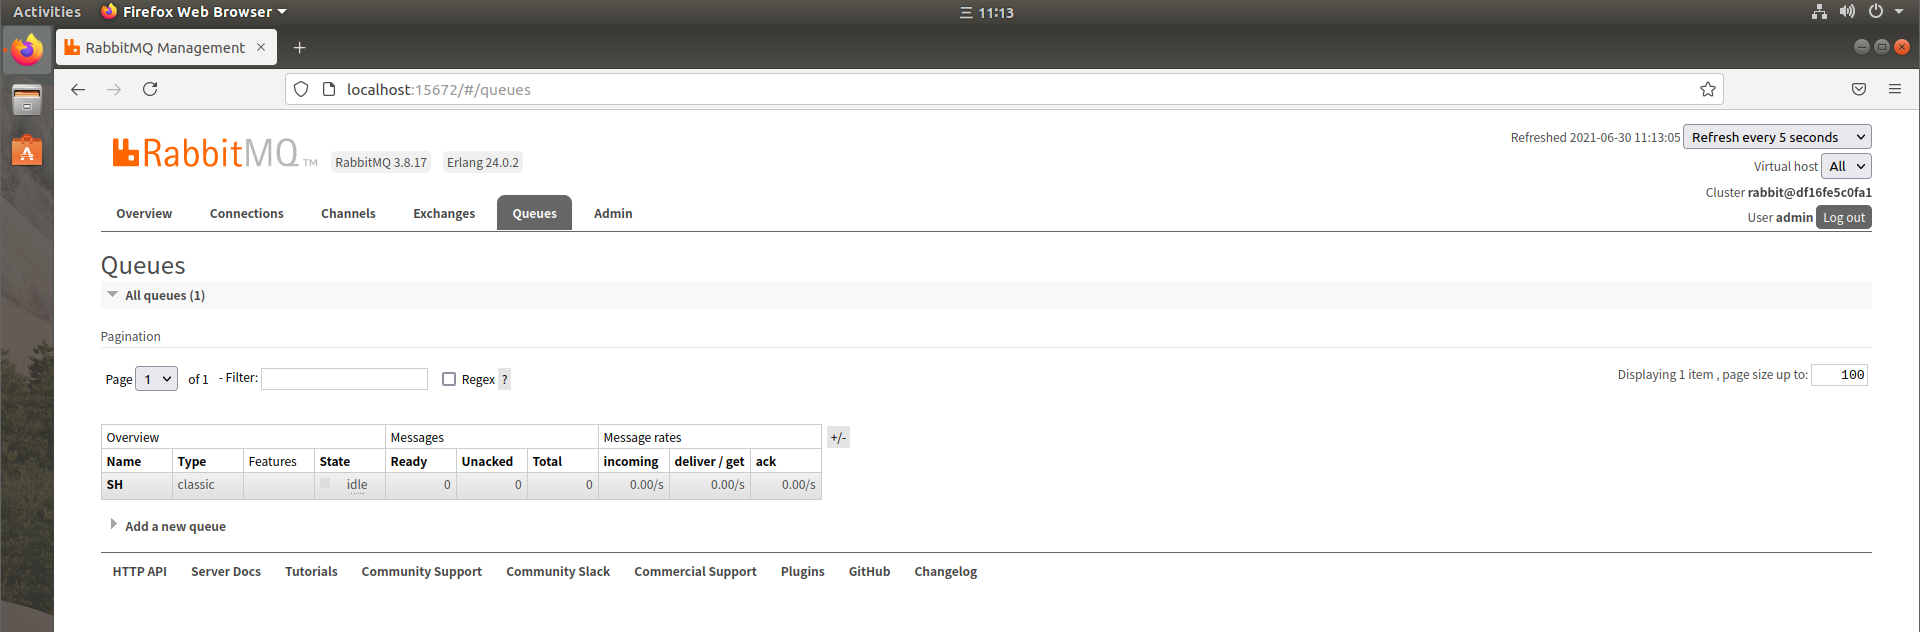 Activities Firefox Web Browser 三 11:13
RabbitMQ Management
localhost:15672/#/queues
RabbitMQ TM RabbitMQ 3.8.17 Erlang 24.0.2
Refreshed 2021-06-30 11:13:05 Refresh every 5 seconds
Virtual host All
Cluster rabbit@df16fe5c0fa1
User admin Log out
Overview Connections Channels Exchanges Queues Admin
Queues
All queues (1)
Pagination
Page 1 of 1 - Filter: Regex ?
Displaying 1 item , page size up to: 100
Overview Messages Message rates +/-
Name Type Features State Ready Unacked Total incoming deliver / get ack
SH classic idle 0 0 0 0.00/s 0.00/s 0.00/s
Add a new queue
HTTP API Server Docs Tutorials Community Support Community Slack Commercial Support Plugins GitHub Changelog